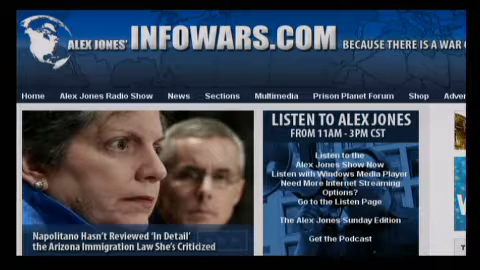 ALEX JONES' INFOWARS.COM BECAUSE THERE IS A WAR
Home Alex Jones Radio Show News Sections Multimedia Prison Planet Forum Shop
LISTEN TO ALEX JONES
FROM 11AM - 3PM CST
Listen to the
Alex Jones Show Now
Listen with Windows Media Player
Need More Internet Streaming
Options?
Go to the Listen Page
The Alex Jones Sunday Edition
Get the Podcast
Napolitano Hasn't Reviewed 'In Detail'
the Arizona Immigration Law She's Criticized